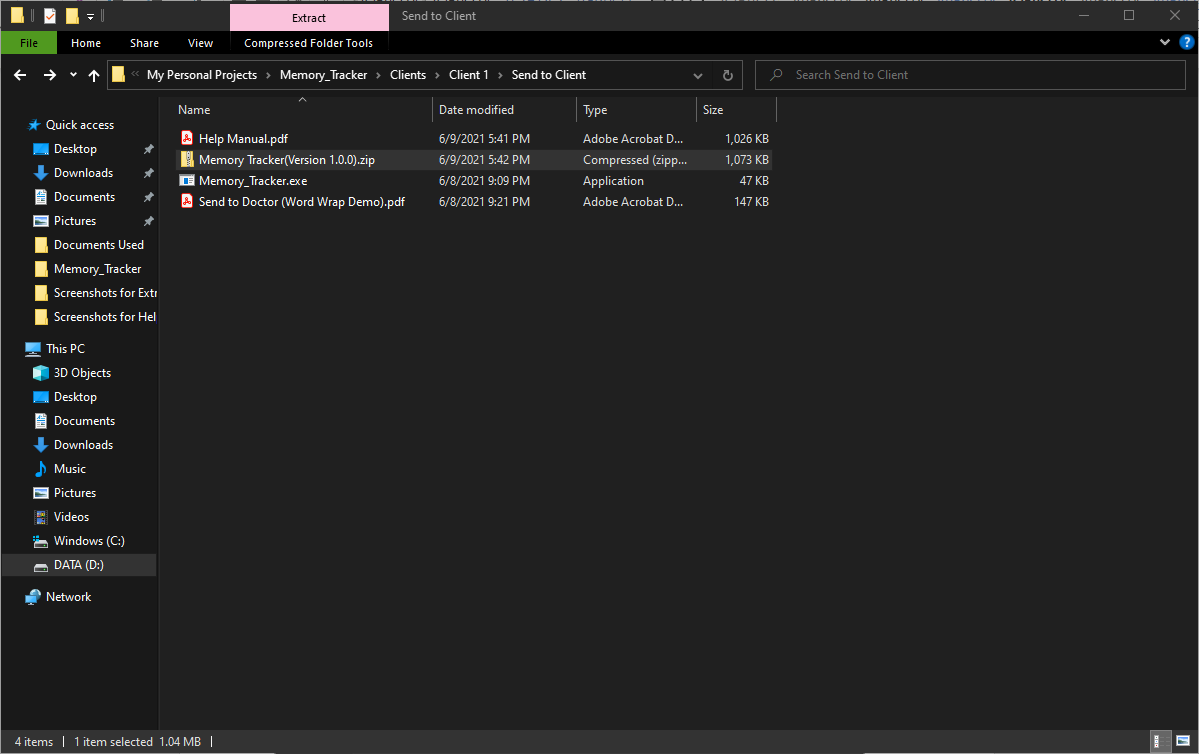 Extract
Send to Client
File
Home
Share
View
Compressed Folder Tools
?
« My Personal Projects > Memory_Tracker > Clients > Client 1 > Send to Client
Search Send to Client
Name
Date modified
Type
Size
Help Manual.pdf 6/9/2021 5:41 PM Adobe Acrobat D... 1,026 KB
Memory Tracker(Version 1.0.0).zip 6/9/2021 5:42 PM Compressed (zipp... 1,073 KB
Memory_Tracker.exe 6/8/2021 9:09 PM Application 47 KB
Send to Doctor (Word Wrap Demo).pdf 6/8/2021 9:21 PM Adobe Acrobat D... 147 KB
Quick access
Desktop
Downloads
Documents
Pictures
Documents Used
Memory_Tracker
Screenshots for Extr
Screenshots for Hel
This PC
3D Objects
Desktop
Documents
Downloads
Music
Pictures
Videos
Windows (C:)
DATA (D:)
Network
4 items
1 item selected 1.04 MB